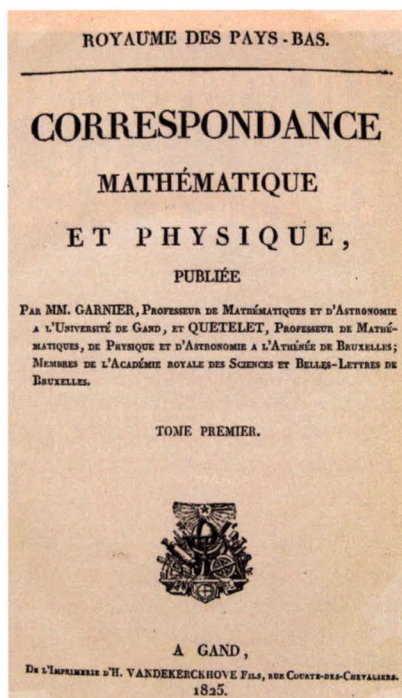 ROYAUME DES PAYS-BAS.
CORRESPONDANCE
MATHÉMATIQUE
ET PHYSIQUE,
PUBLIÉE
PAR MM. GARNIER, PROFESSEUR DE MATHÉMATIQUES ET D'ASTRONOMIE
A L'UNIVERSITÉ DE GAND, ET QUETELET, PROFESSEUR DE MATHÉ-
MATIQUES, DE PHYSIQUE ET D'ASTRONOMIE A L'ATHÉNÉE DE BRUXELLES;
MEMBRES DE L'ACADÉMIE ROYALE DES SCIENCES ET BELLES-LETTRES DE
BRUXELLES.
TOME PREMIER.
A GAND,
DE L'IMPRIMERIE D'H. VANDEKERCKHOVE FILS, RUE COURTE-DES-CHEVALIERS.
1825.